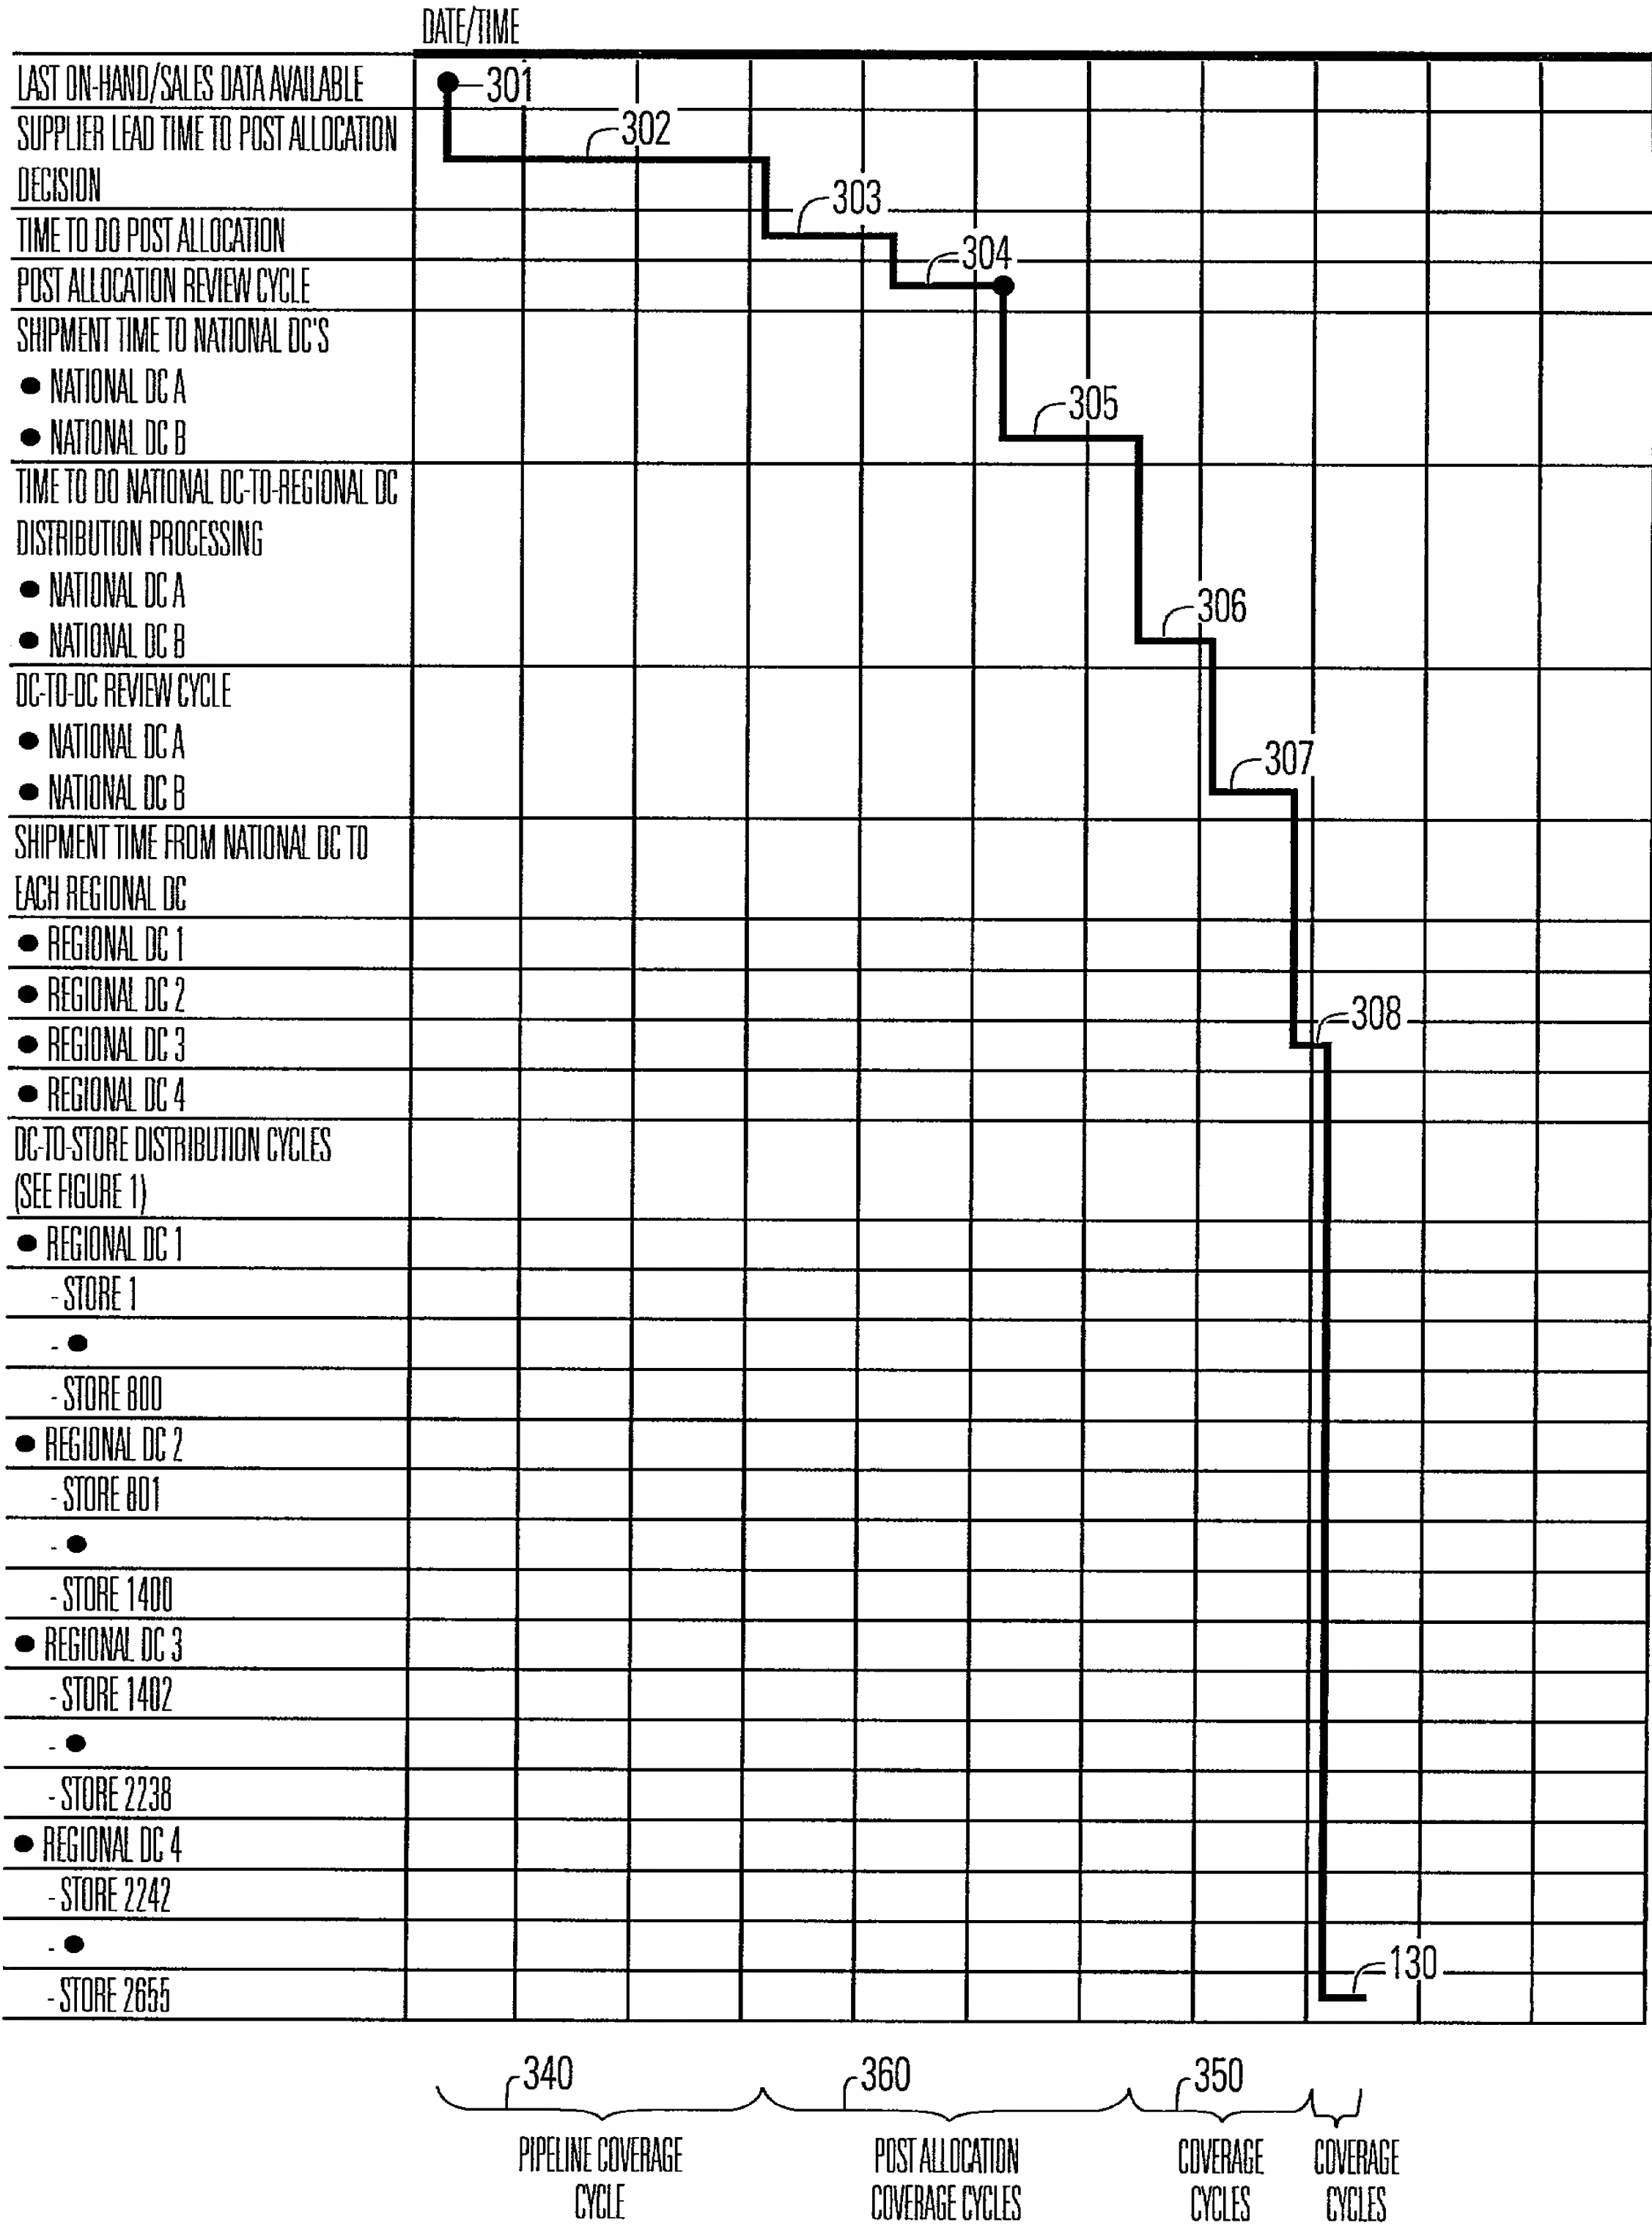 DATE/TIME
LAST ON-HAND/SALES DATA AVAILABLE
301
SUPPLIER LEAD TIME TO POST ALLOCATION
DECISION
302
303
TIME TO DO POST ALLOCATION
304
POST ALLOCATION REVIEW CYCLE
SHIPMENT TIME TO NATIONAL DC'S
● NATIONAL DC A
● NATIONAL DC B
305
TIME TO DO NATIONAL DC-TO-REGIONAL DC
DISTRIBUTION PROCESSING
● NATIONAL DC A
● NATIONAL DC B
306
DC-TO-DC REVIEW CYCLE
● NATIONAL DC A
● NATIONAL DC B
307
SHIPMENT TIME FROM NATIONAL DC TO
EACH REGIONAL DC
● REGIONAL DC 1
● REGIONAL DC 2
● REGIONAL DC 3
308
● REGIONAL DC 4
DC-TO-STORE DISTRIBUTION CYCLES
(SEE FIGURE 1)
● REGIONAL DC 1
- STORE 1
- ●
- STORE 800
● REGIONAL DC 2
- STORE 801
- ●
- STORE 1400
● REGIONAL DC 3
- STORE 1402
- ●
- STORE 2238
● REGIONAL DC 4
- STORE 2242
- ●
- STORE 2655
130
340
360
350
PIPELINE COVERAGE
CYCLE
POST ALLOCATION
COVERAGE CYCLES
COVERAGE
CYCLES
COVERAGE
CYCLES